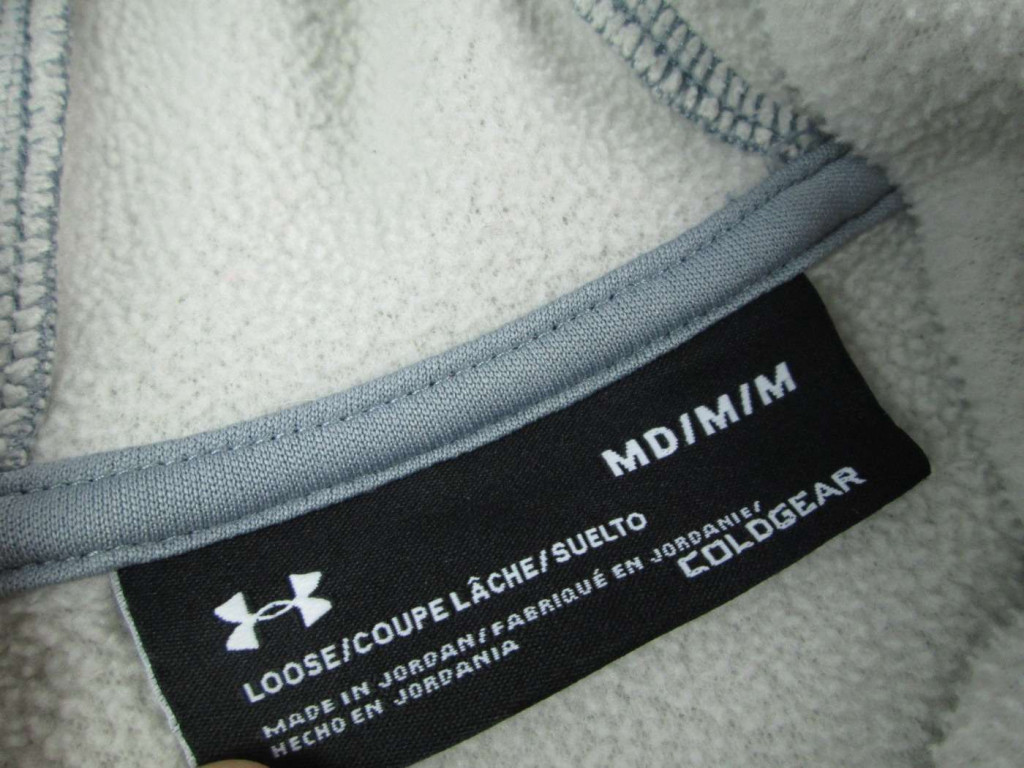 MD/M/M
LOOSE/COUPE LÂCHE/SUELTO
MADE IN JORDAN/FABRIQUÉ EN JORDANIE/
HECHO EN JORDANIA
COLDGEAR